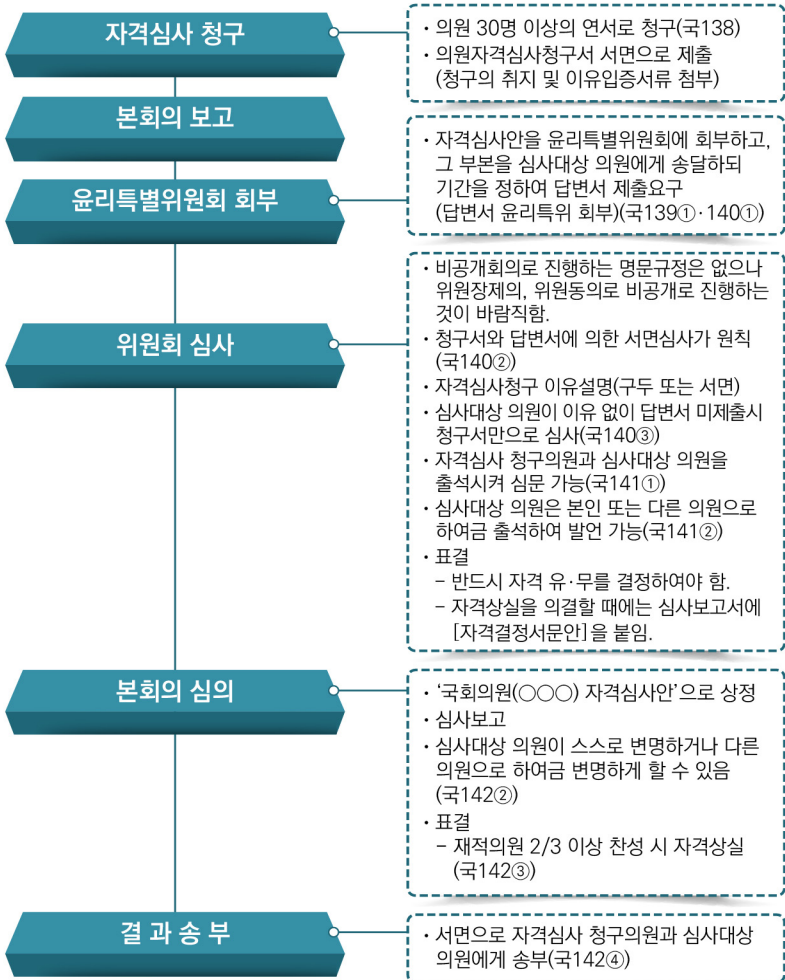 자격심사 청구
· 의원 30명 이상의 연서로 청구(국138)
· 의원자격심사청구서 서면으로 제출
(청구의 취지 및 이유입증서류 첨부)
본회의 보고
윤리특별위원회 회부
· 자격심사안을 윤리특별위원회에 회부하고,
그 부본을 심사대상 의원에게 송달하되
기간을 정하여 답변서 제출요구
(답변서 윤리특위 회부)(국139①·140①)
위원회 심사
· 비공개회의로 진행하는 명문규정은 없으나
위원장제의, 위원동의로 비공개로 진행하는
것이 바람직함.
· 청구서와 답변서에 의한 서면심사가 원칙
(국140②)
· 자격심사청구 이유설명(구두 또는 서면)
· 심사대상 의원이 이유 없이 답변서 미제출시
청구서만으로 심사(국140③)
· 자격심사 청구의원과 심사대상 의원을
출석시켜 심문 가능(국141①)
· 심사대상 의원은 본인 또는 다른 의원으로
하여금 출석하여 발언 가능(국141②)
· 표결
- 반드시 자격 유·무를 결정하여야 함.
- 자격상실을 의결할 때에는 심사보고서에
[자격결정서문안]을 붙임.
본회의 심의
· ‘국회의원(○○○) 자격심사안’으로 상정
· 심사보고
· 심사대상 의원이 스스로 변명하거나 다른
의원으로 하여금 변명하게 할 수 있음
(국142②)
· 표결
- 재적의원 2/3 이상 찬성 시 자격상실
(국142③)
결 과 송 부
· 서면으로 자격심사 청구의원과 심사대상
의원에게 송부(국142④)